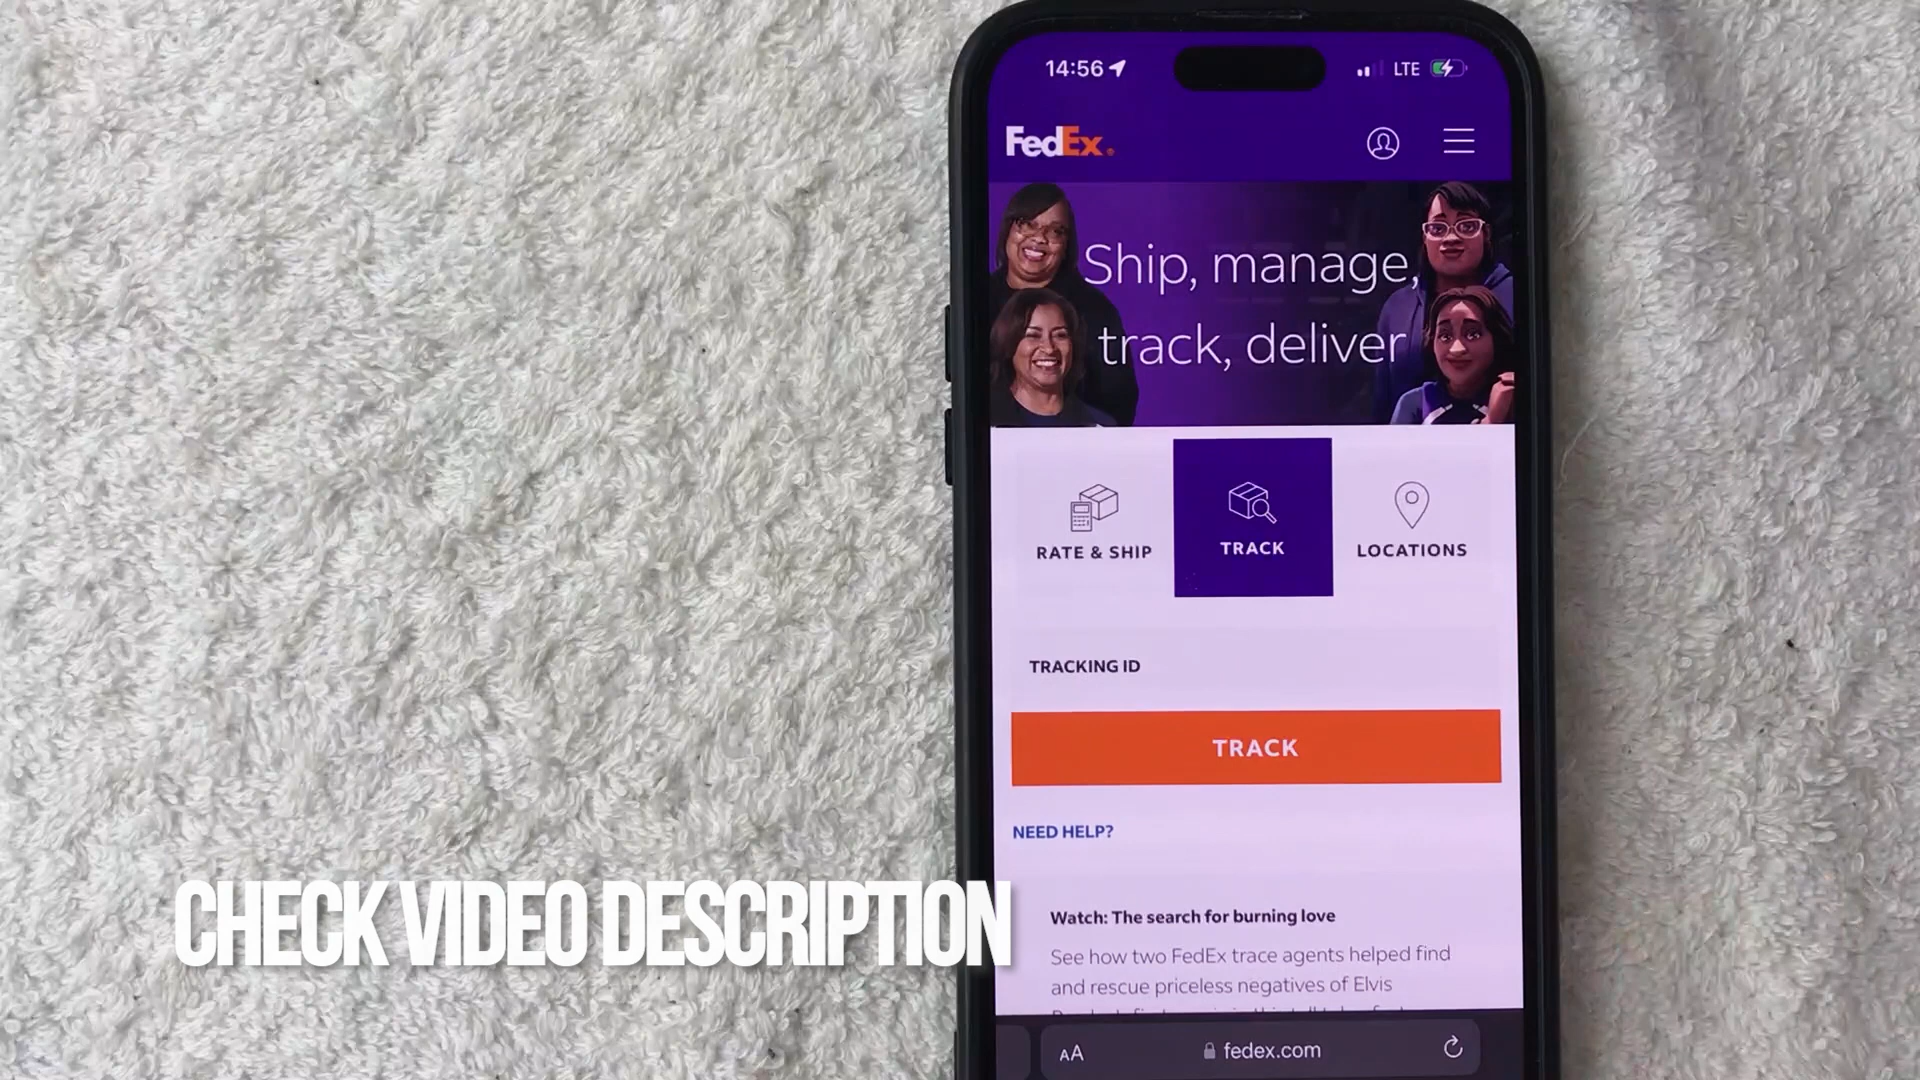 14:56
LTE
FedEx
Ship, manage,
track, deliver
RATE & SHIP
TRACK
LOCATIONS
TRACKING ID
TRACK
NEED HELP?
CHECK VIDEO DESCRIPTION
Watch: The search for burning love
See how two FedEx trace agents helped find
and rescue priceless negatives of Elvis
AA
fedex.com